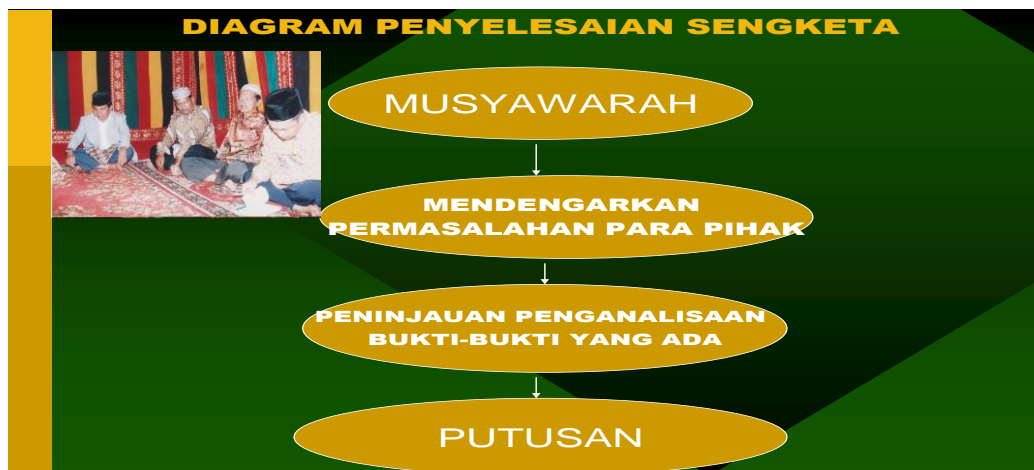 DIAGRAM PENYELESAIAN SENGKETA
MUSYAWARAH
MENDENGARKAN
PERMASALAHAN PARA PIHAK
PENINJAUAN PENGANALISAAN
BUKTI-BUKTI YANG ADA
PUTUSAN